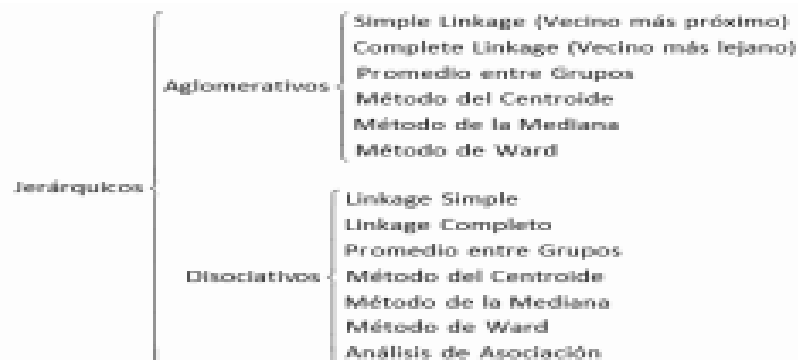 Jerárquicos
Aglomerativos
Simple Linkage (Vecino más próximo)
Complete Linkage (Vecino más lejano)
Promedio entre Grupos
Método del Centroide
Método de la Mediana
Método de Ward
Disociativos
Linkage Simple
Linkage Completo
Promedio entre Grupos
Método del Centroide
Método de la Mediana
Método de Ward
Análisis de Asociación